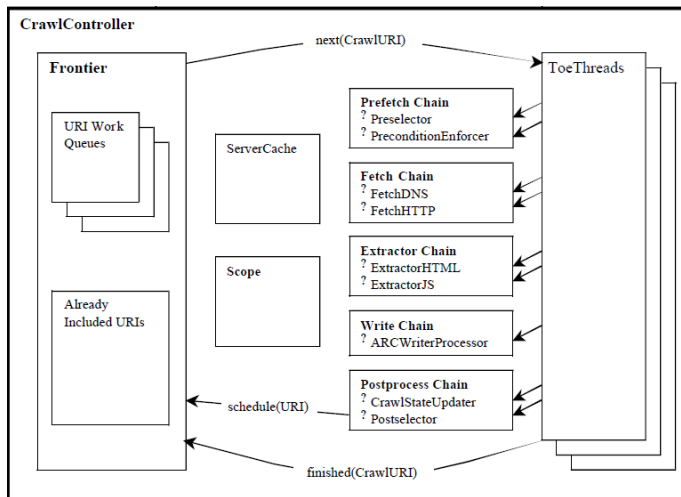 CrawlController
next(CrawlURI)
Frontier
ToeThreads
URI Work
Queues
ServerCache
Prefetch Chain
? Preselector
? PreconditionEnforcer
Fetch Chain
? FetchDNS
? FetchHTTP
Scope
Extractor Chain
? ExtractorHTML
? ExtractorJS
Already
Included URIs
Write Chain
? ARCWriterProcessor
Postprocess Chain
? CrawlStateUpdater
? Postselector
schedule(URI)
finished(CrawlURI)